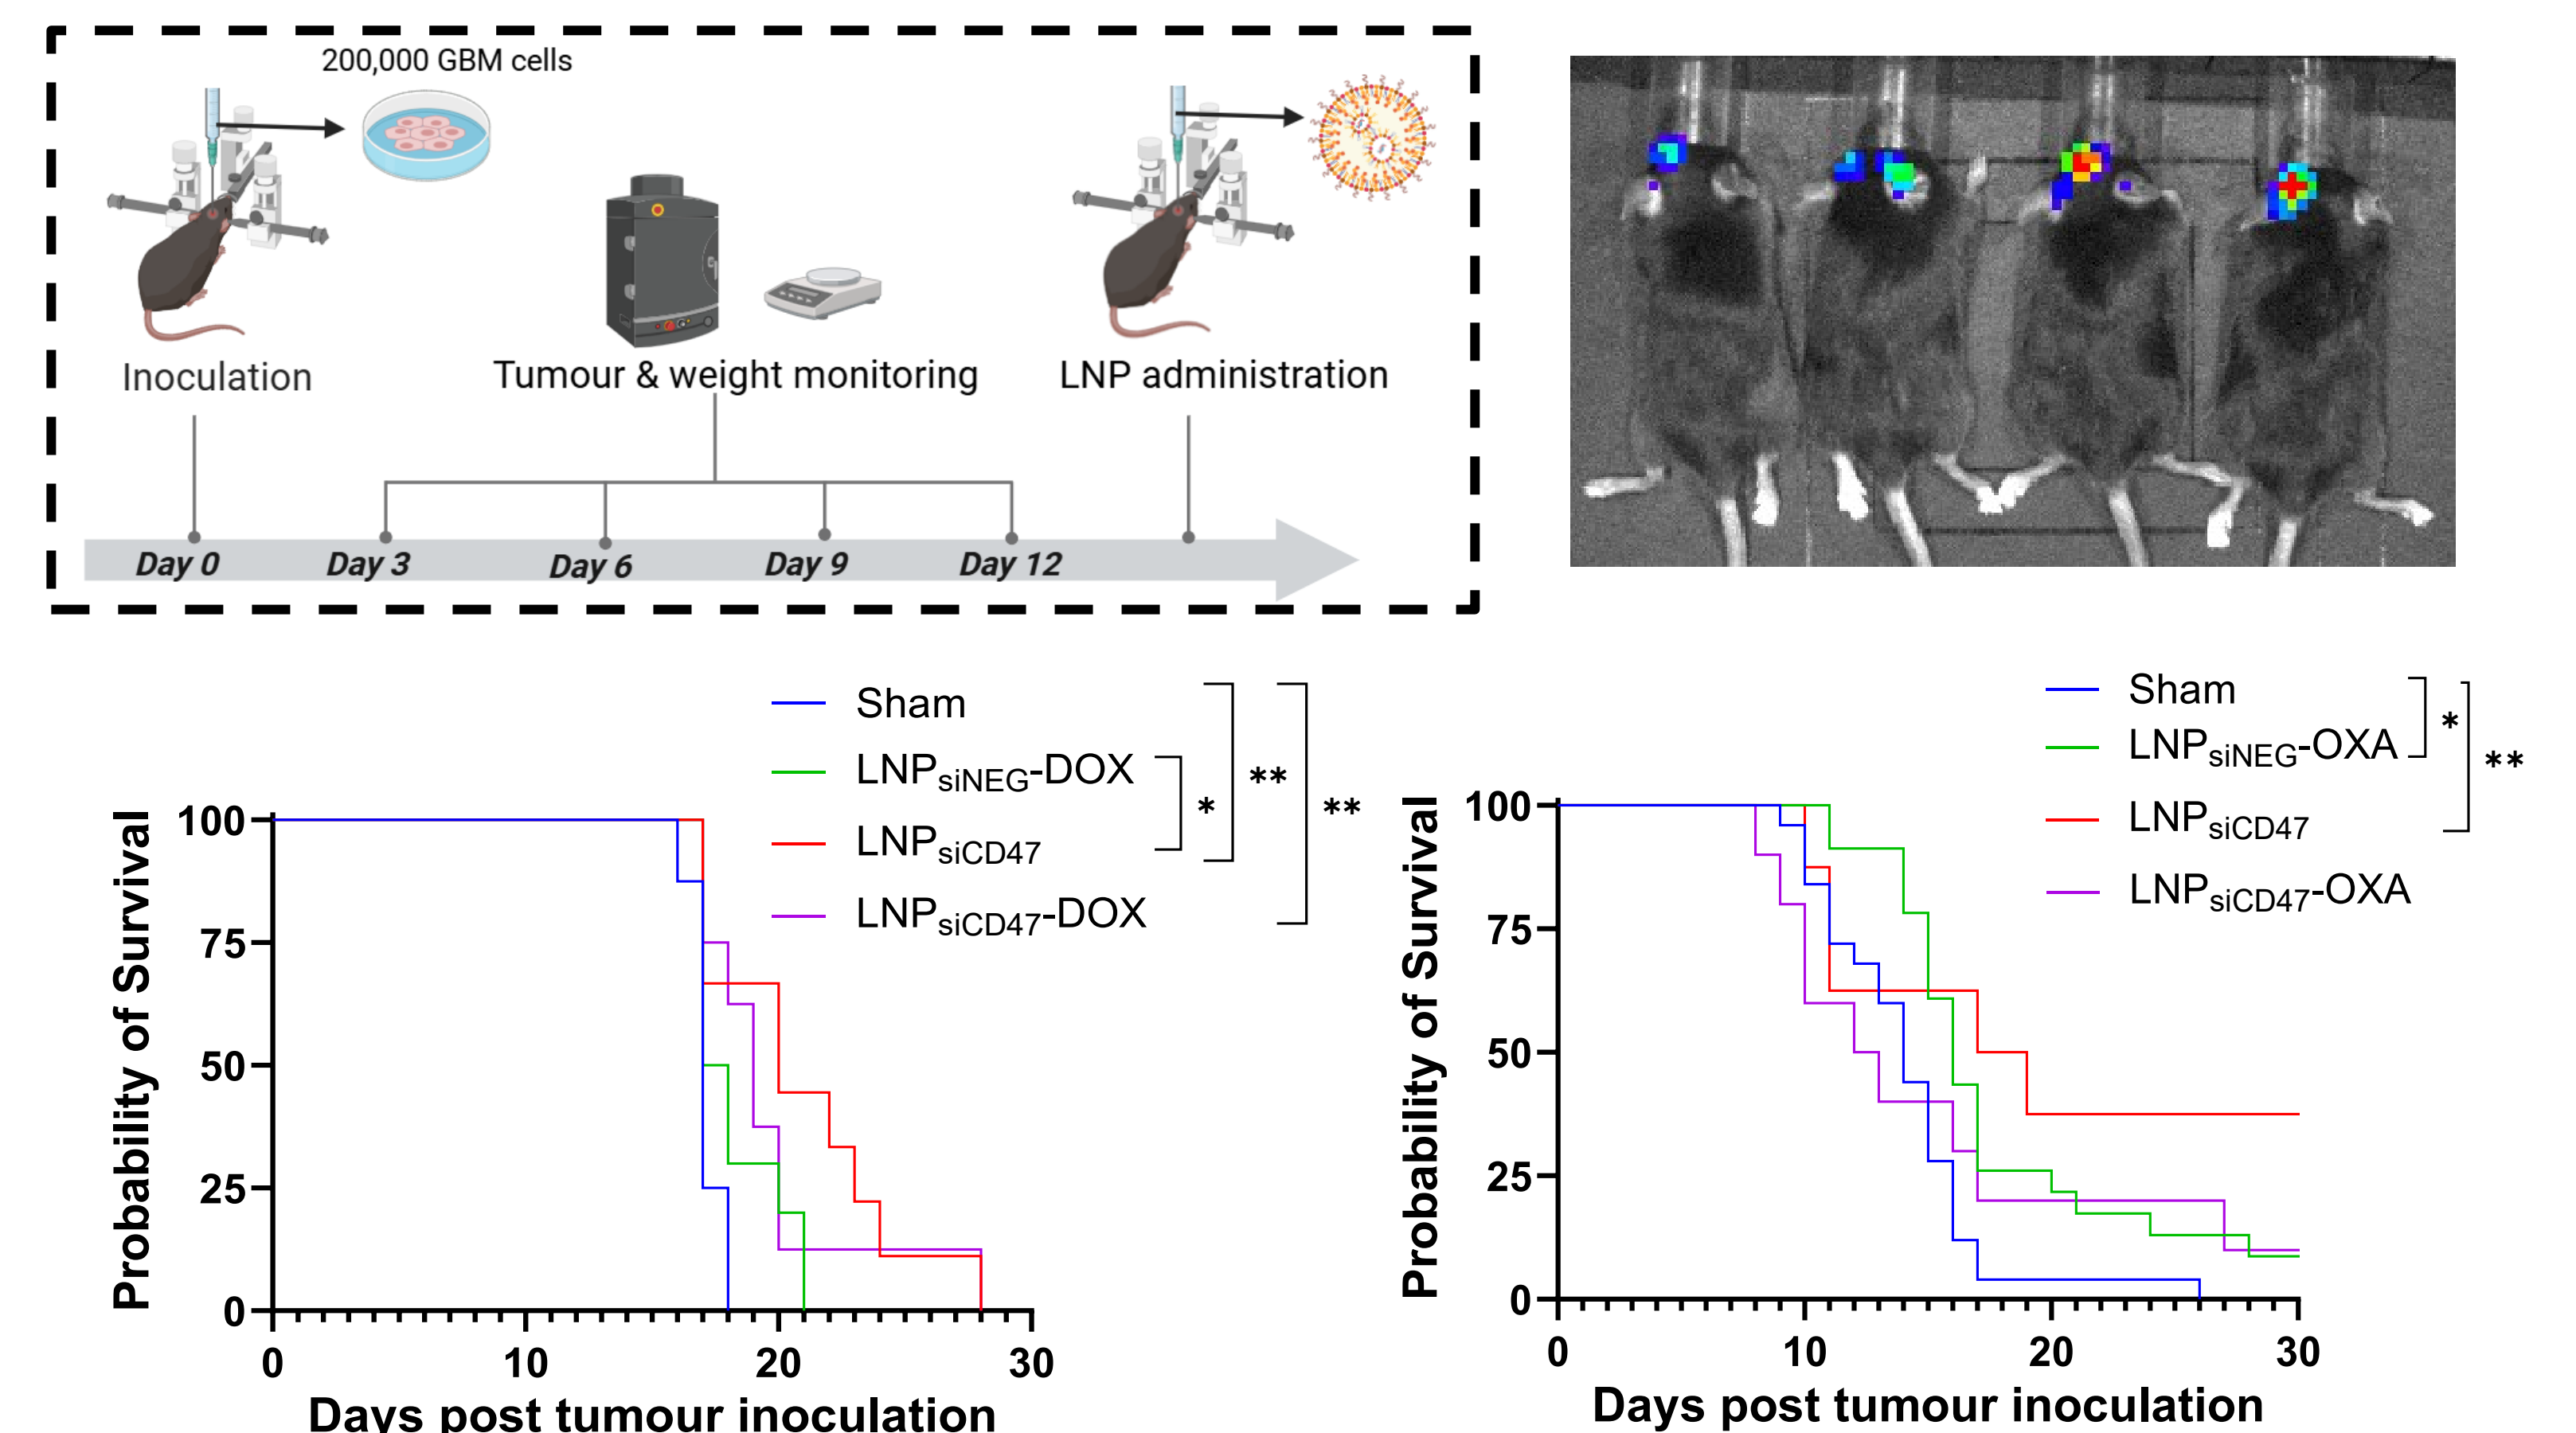 200,000 GBM cells
Inoculation
Tumour & weight monitoring
LNP administration
Day 0
Day 3
Day 6
Day 9
Day 12
Sham
LNPsiNEG-DOX
LNPsiCD47
LNPsiCD47-DOX
*
**
**
Probability of Survival
100
75
50
25
0
0
10
20
30
Days post tumour inoculation
Sham
LNPsiNEG-OXA
LNPsiCD47
LNPsiCD47-OXA
*
**
Probability of Survival
100
75
50
25
0
0
10
20
30
Days post tumour inoculation